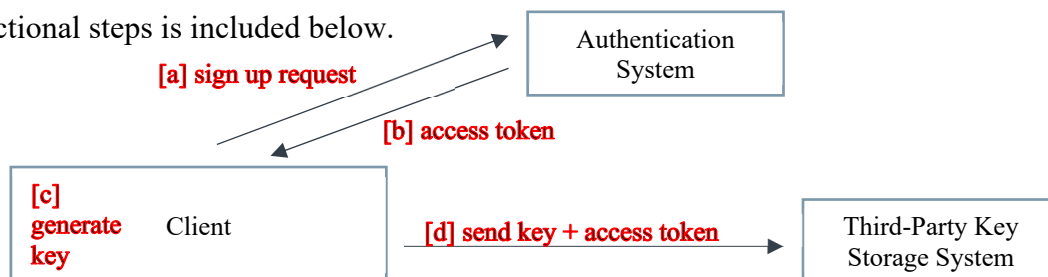 ctional steps is included below.
Authentication
System
[a] sign up request
[b] access token
[c]
generate
key
Client
[d] send key + access token
Third-Party Key
Storage System